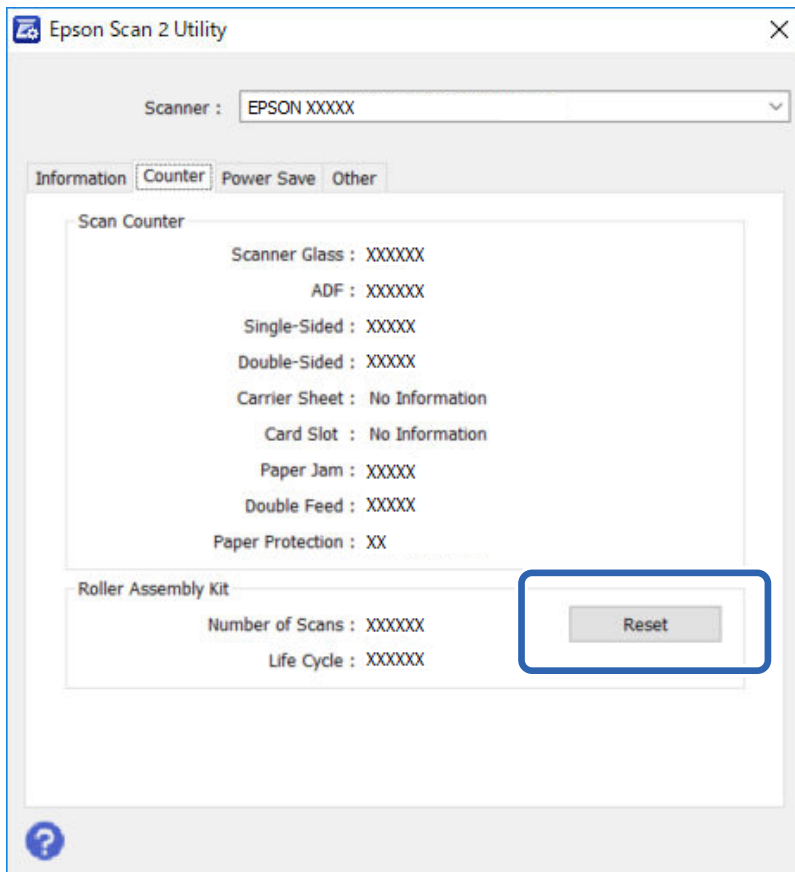 Epson Scan 2 Utility
Scanner : EPSON XXXXX
Information Counter Power Save Other
Scan Counter
Scanner Glass : XXXXXX
ADF : XXXXXX
Single-Sided : XXXXX
Double-Sided : XXXXX
Carrier Sheet : No Information
Card Slot : No Information
Paper Jam : XXXXX
Double Feed : XXXXX
Paper Protection : XX
Roller Assembly Kit
Number of Scans : XXXXXX Reset
Life Cycle : XXXXXX
?